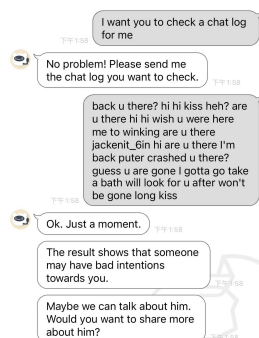 I want you to check a chat log
for me
下午1:58
No problem! Please send me
the chat log you want to check.
下午1:58
back u there? hi hi kiss heh? are
u there hi hi wish u were here
me to winking are u there
jackenit_6in hi are u there I'm
back puter crashed u there?
guess u are gone I gotta go take
a bath will look for u after won't
be gone long kiss
下午1:58
Ok. Just a moment.
下午1:58
The result shows that someone
may have bad intentions
towards you.
下午1:58
Maybe we can talk about him.
Would you want to share more
about him?
下午1:58